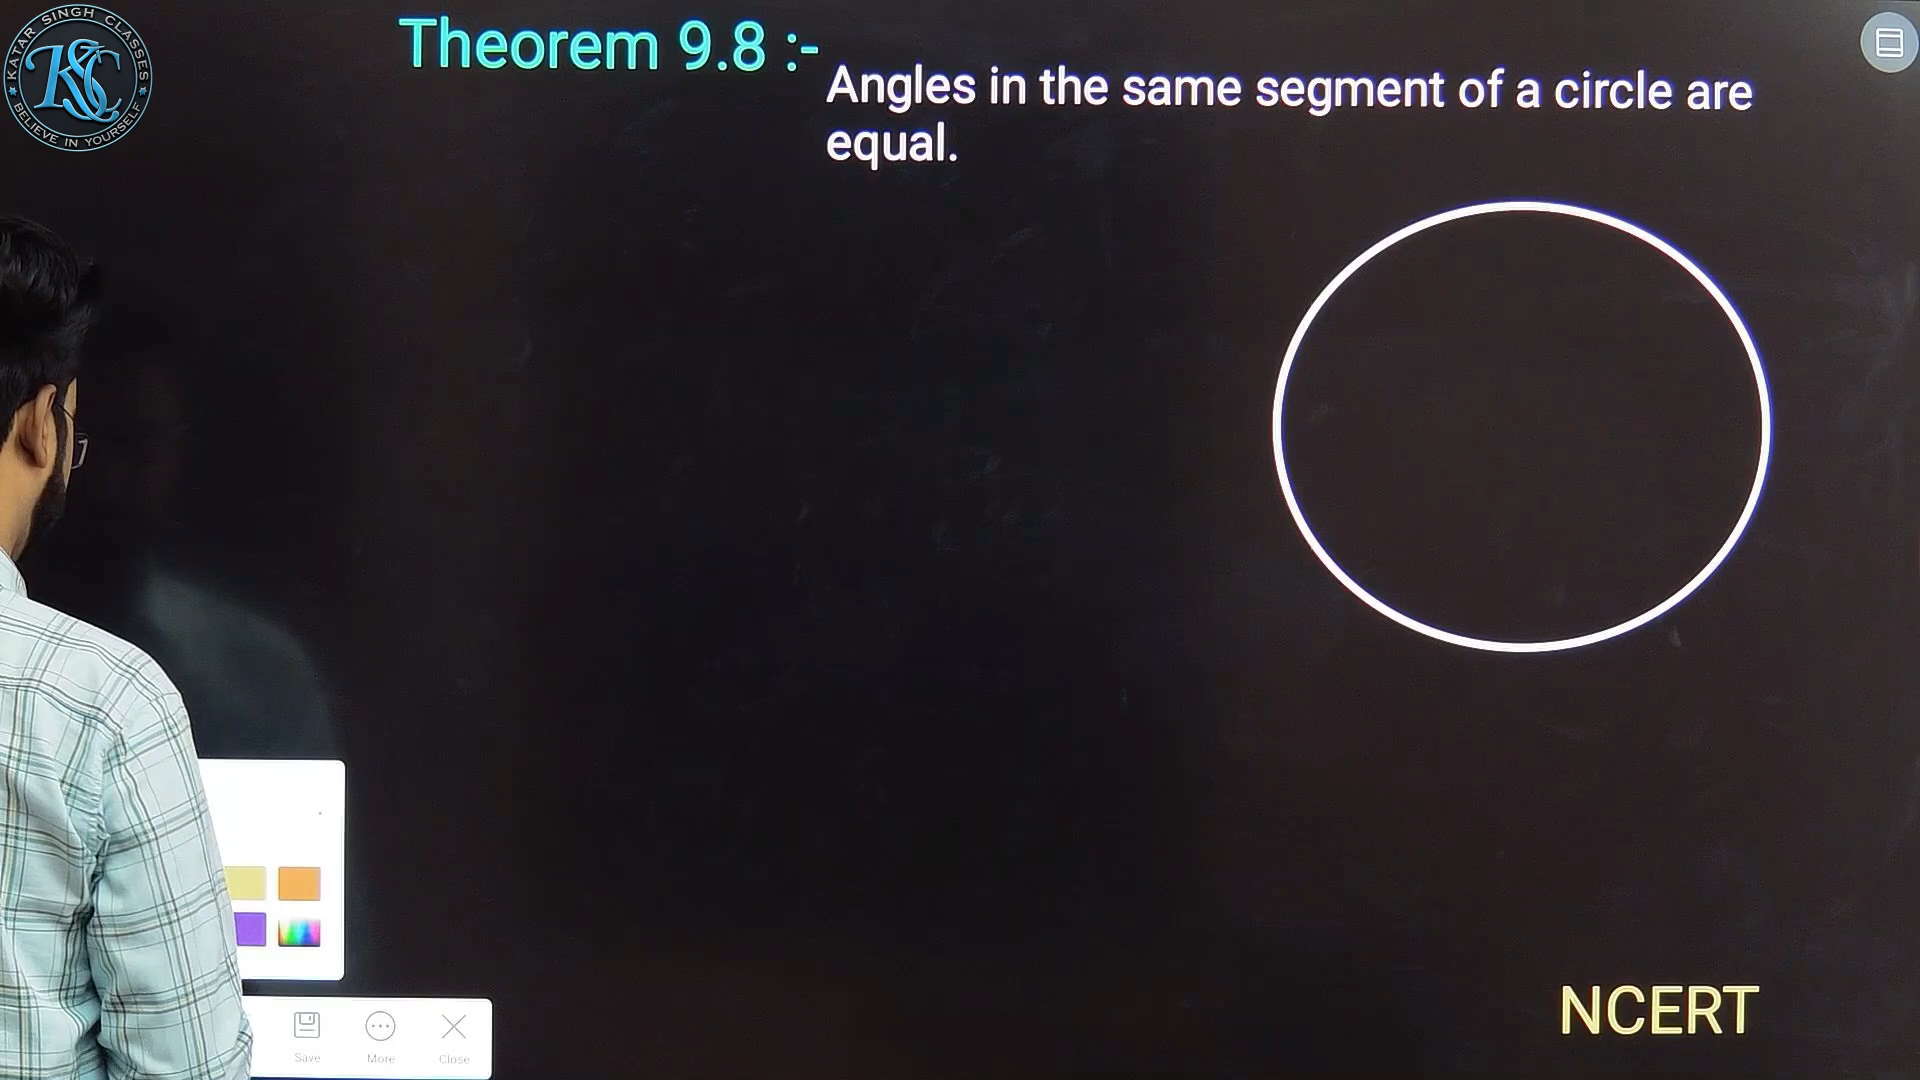 KATAR SINGH CLASSES
KSC
BELIEVE IN YOURSELF
Theorem 9.8 :-
Angles in the same segment of a circle are
equal.
NCERT
Save
More
Close